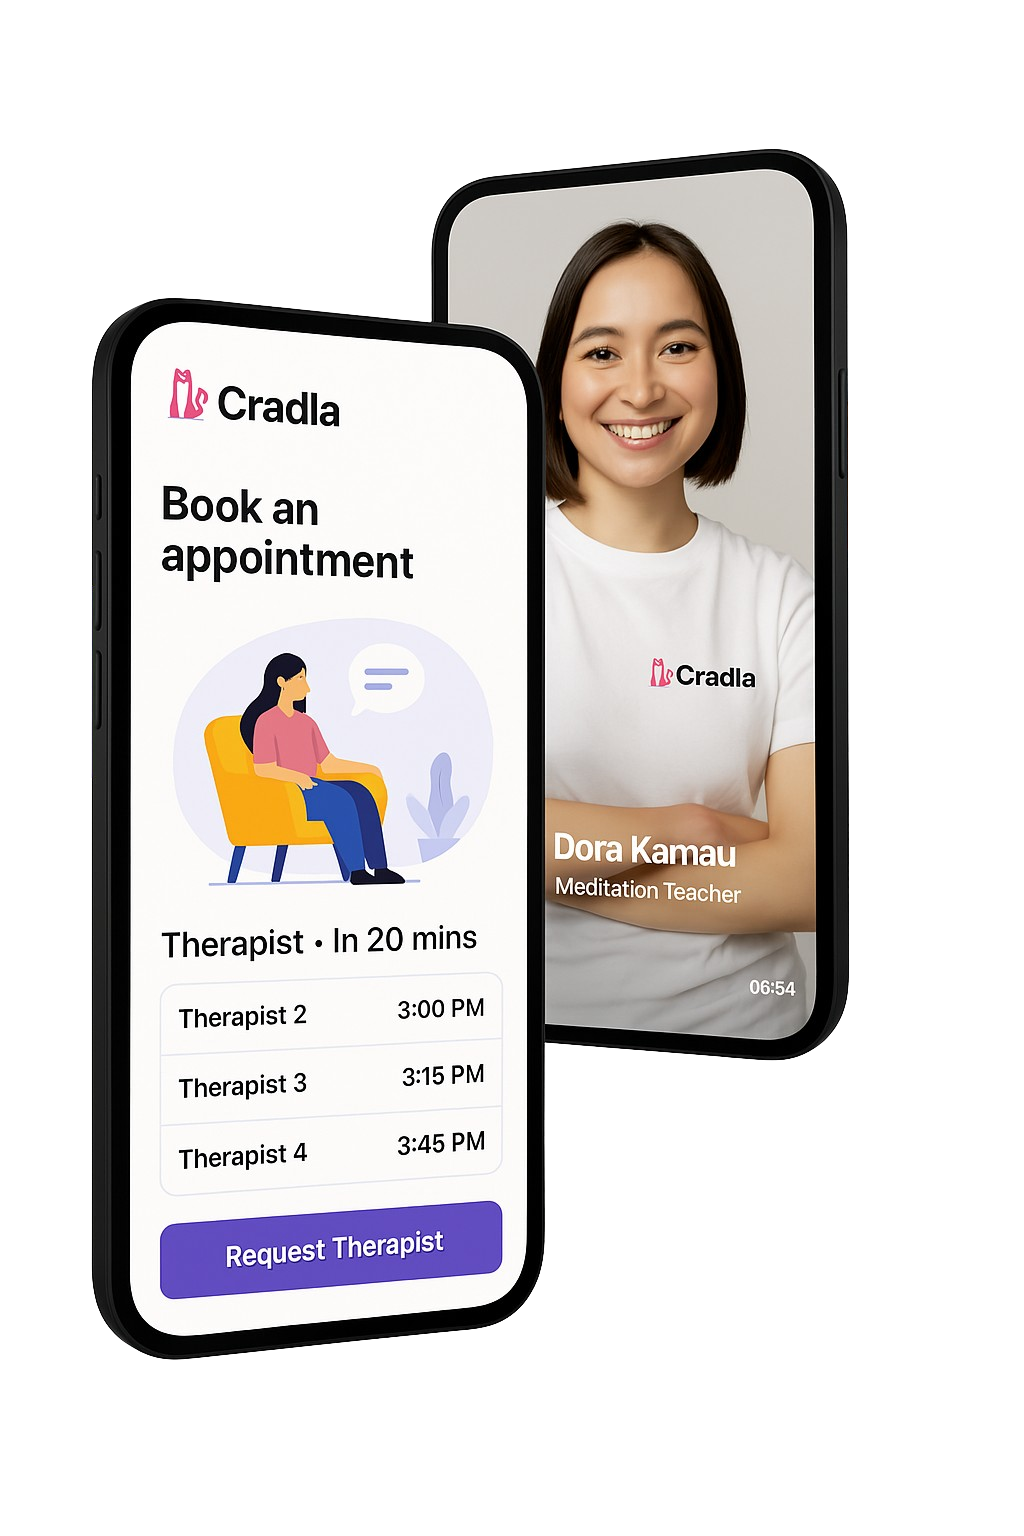 Cradla
Book an
appointment
Therapist • In 20 mins
Therapist 2 3:00 PM
Therapist 3 3:15 PM
Therapist 4 3:45 PM
Request Therapist
Cradla
Dora Kamau
Meditation Teacher
06:54